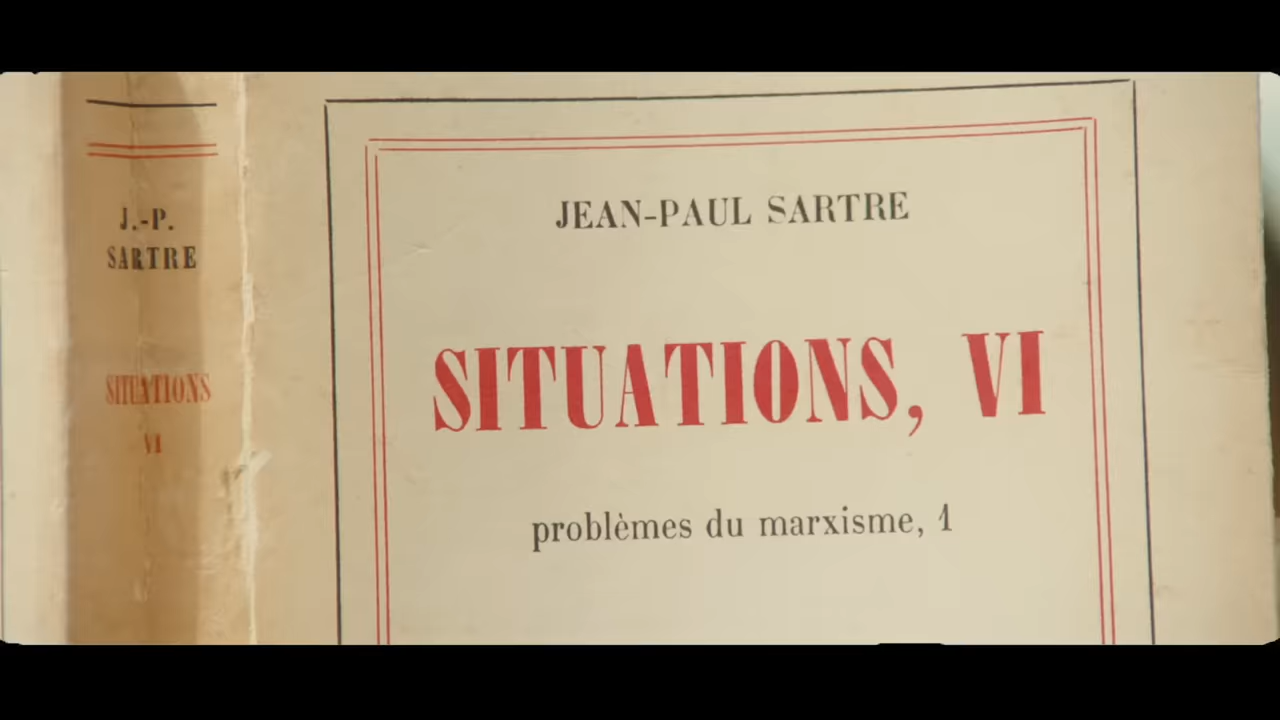 J.-P.
SARTRE
SITUATIONS
VI
JEAN-PAUL SARTRE
SITUATIONS, VI
problèmes du marxisme, 1